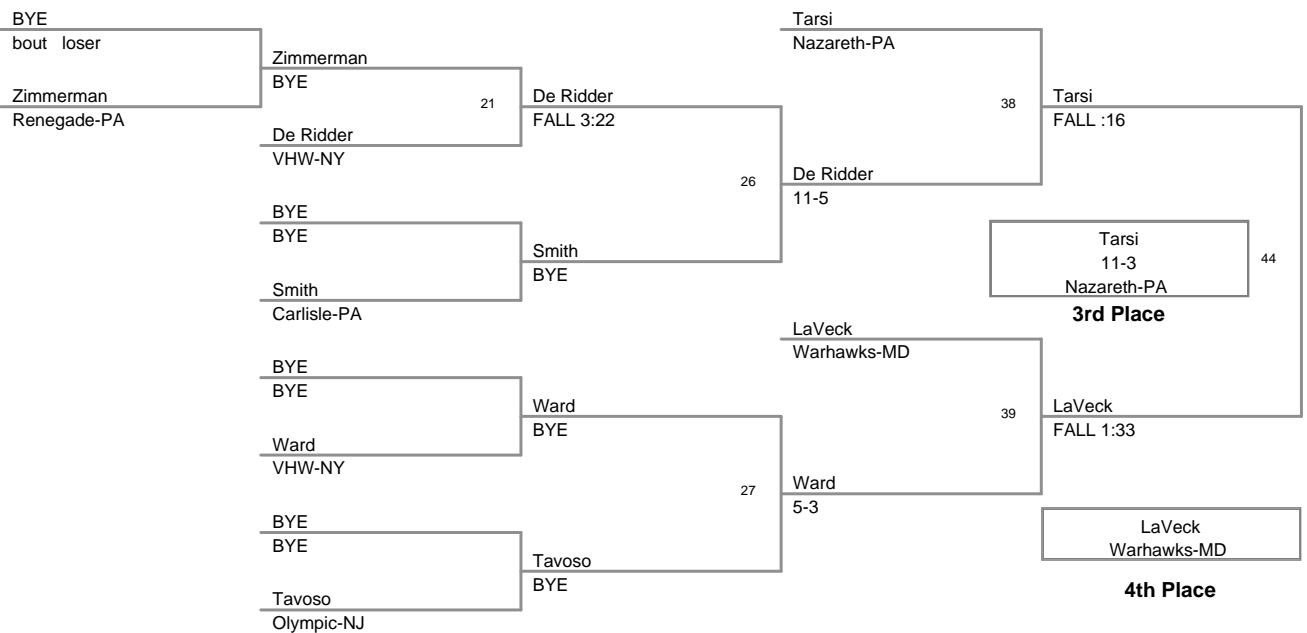 BYE
bout loser
Zimmerman
Renegade-PA
Zimmerman
BYE
21
De Ridder
VHW-NY
BYE
BYE
Smith
Carlisle-PA
BYE
BYE
Ward
VHW-NY
BYE
BYE
Tavoso
Olympic-NJ
De Ridder
FALL 3:22
26
Smith
BYE
Ward
BYE
27
Tavoso
BYE
Tarsi
Nazareth-PA
38
De Ridder
11-5
LaVeck
Warhawks-MD
39
Ward
5-3
Tarsi
FALL :16
Tarsi
11-3
Nazareth-PA
44
3rd Place
LaVeck
FALL 1:33
LaVeck
Warhawks-MD
4th Place